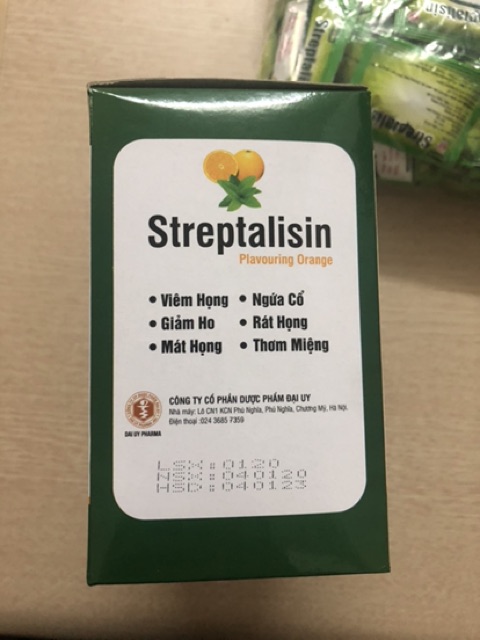 Streptalisin
Streptalisin
Plavouring Orange
• Viêm Họng • Ngứa Cổ
• Giảm Ho • Rát Họng
• Mát Họng • Thơm Miệng
CÔNG TY CỔ PHẦN DƯỢC PHẨM ĐẠI UY
Nhà máy: Lô CN1 KCN Phú Nghĩa, Phú Nghĩa, Chương Mỹ, Hà Nội.
Điện thoại :024 3685 7359
DAI UY PHARMA
LSX:0120
NSX:040120
HSD:040123